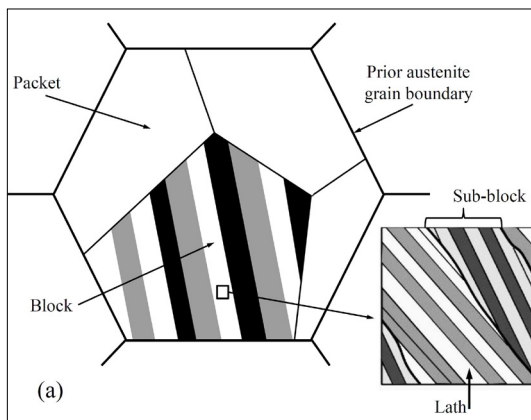 Packet
Prior austenite
grain boundary
Sub-block
Block
(a)
Lath